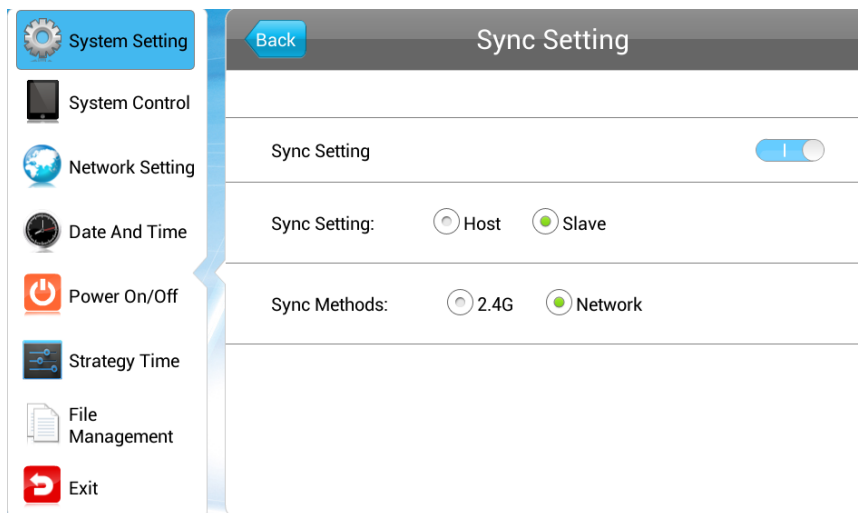 System Setting
System Control
Network Setting
Date And Time
Power On/Off
Strategy Time
File
Management
Exit
Back
Sync Setting
Sync Setting
Sync Setting: Host Slave
Sync Methods: 2.4G Network